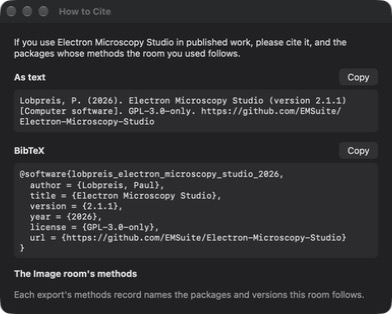 How to Cite
If you use Electron Microscopy Studio in published work, please cite it, and the
packages whose methods the room you used follows.
As text
Copy
Lobpreis, P. (2026). Electron Microscopy Studio (version 2.1.1)
[Computer software]. GPL-3.0-only. https://github.com/EMSuite/
Electron-Microscopy-Studio
BibTeX
Copy
@software{lobpreis_electron_microscopy_studio_2026,
  author = {Lobpreis, Paul},
  title = {Electron Microscopy Studio},
  version = {2.1.1},
  year = {2026},
  license = {GPL-3.0-only},
  url = {https://github.com/EMSuite/Electron-Microscopy-Studio}
}
The Image room's methods
Each export's methods record names the packages and versions this room follows.